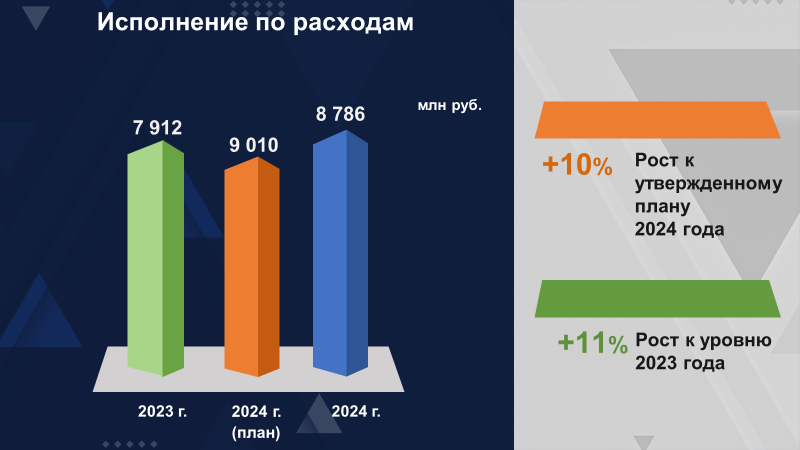 Исполнение по расходам
млн руб.
7 912
9 010
8 786
2023 г.
2024 г.
(план)
2024 г.
+10%
Рост к
утвержденному
плану
2024 года
+11%
Рост к уровню
2023 года